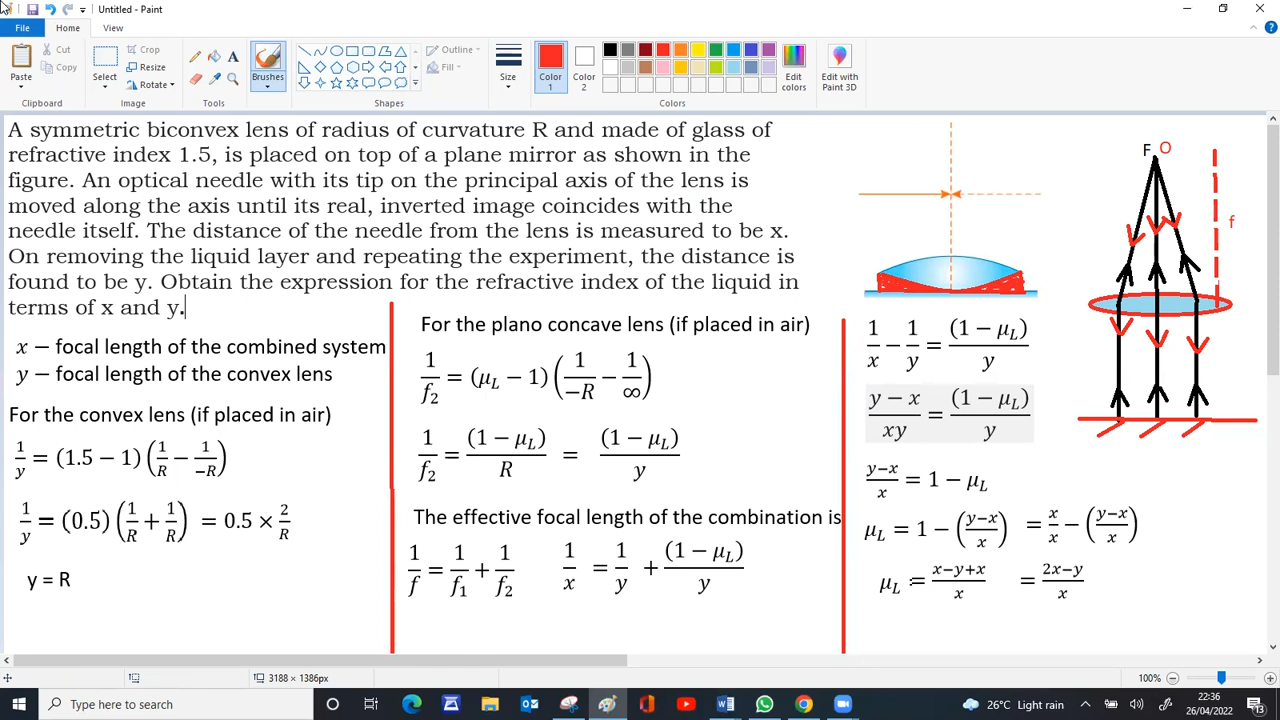 Untitled - Paint
File
Home
View
Paste
Cut
Copy
Clipboard
Select
Crop
Resize
Rotate
Image
Tools
Brushes
Shapes
Outline
Fill
Size
Color 1
Color 2
Edit colors
Colors
Edit with Paint 3D
A symmetric biconvex lens of radius of curvature R and made of glass of
refractive index 1.5, is placed on top of a plane mirror as shown in the
figure. An optical needle with its tip on the principal axis of the lens is
moved along the axis until its real, inverted image coincides with the
needle itself. The distance of the needle from the lens is measured to be x.
On removing the liquid layer and repeating the experiment, the distance is
found to be y. Obtain the expression for the refractive index of the liquid in
terms of x and y.
x – focal length of the combined system
y – focal length of the convex lens
For the convex lens (if placed in air)
1/y = (1.5 − 1) (1/R − 1/−R)
1/y = (0.5) (1/R + 1/R) = 0.5 × 2/R
y = R
For the plano concave lens (if placed in air)
1/f₂ = (μ_L − 1) (1/−R − 1/∞)
1/f₂ = (1 − μ_L)/R = (1 − μ_L)/y
The effective focal length of the combination is
1/f = 1/f₁ + 1/f₂ 1/x = 1/y + (1 − μ_L)/y
1/x − 1/y = (1 − μ_L)/y
(y − x)/xy = (1 − μ_L)/y
(y−x)/x = 1 − μ_L
μ_L = 1 − ((y−x)/x) = x/x − ((y−x)/x)
μ_L = (x−y+x)/x = (2x−y)/x
F O
f
3188 × 1386px
100%
Type here to search
26°C Light rain
22:36
26/04/2022
13